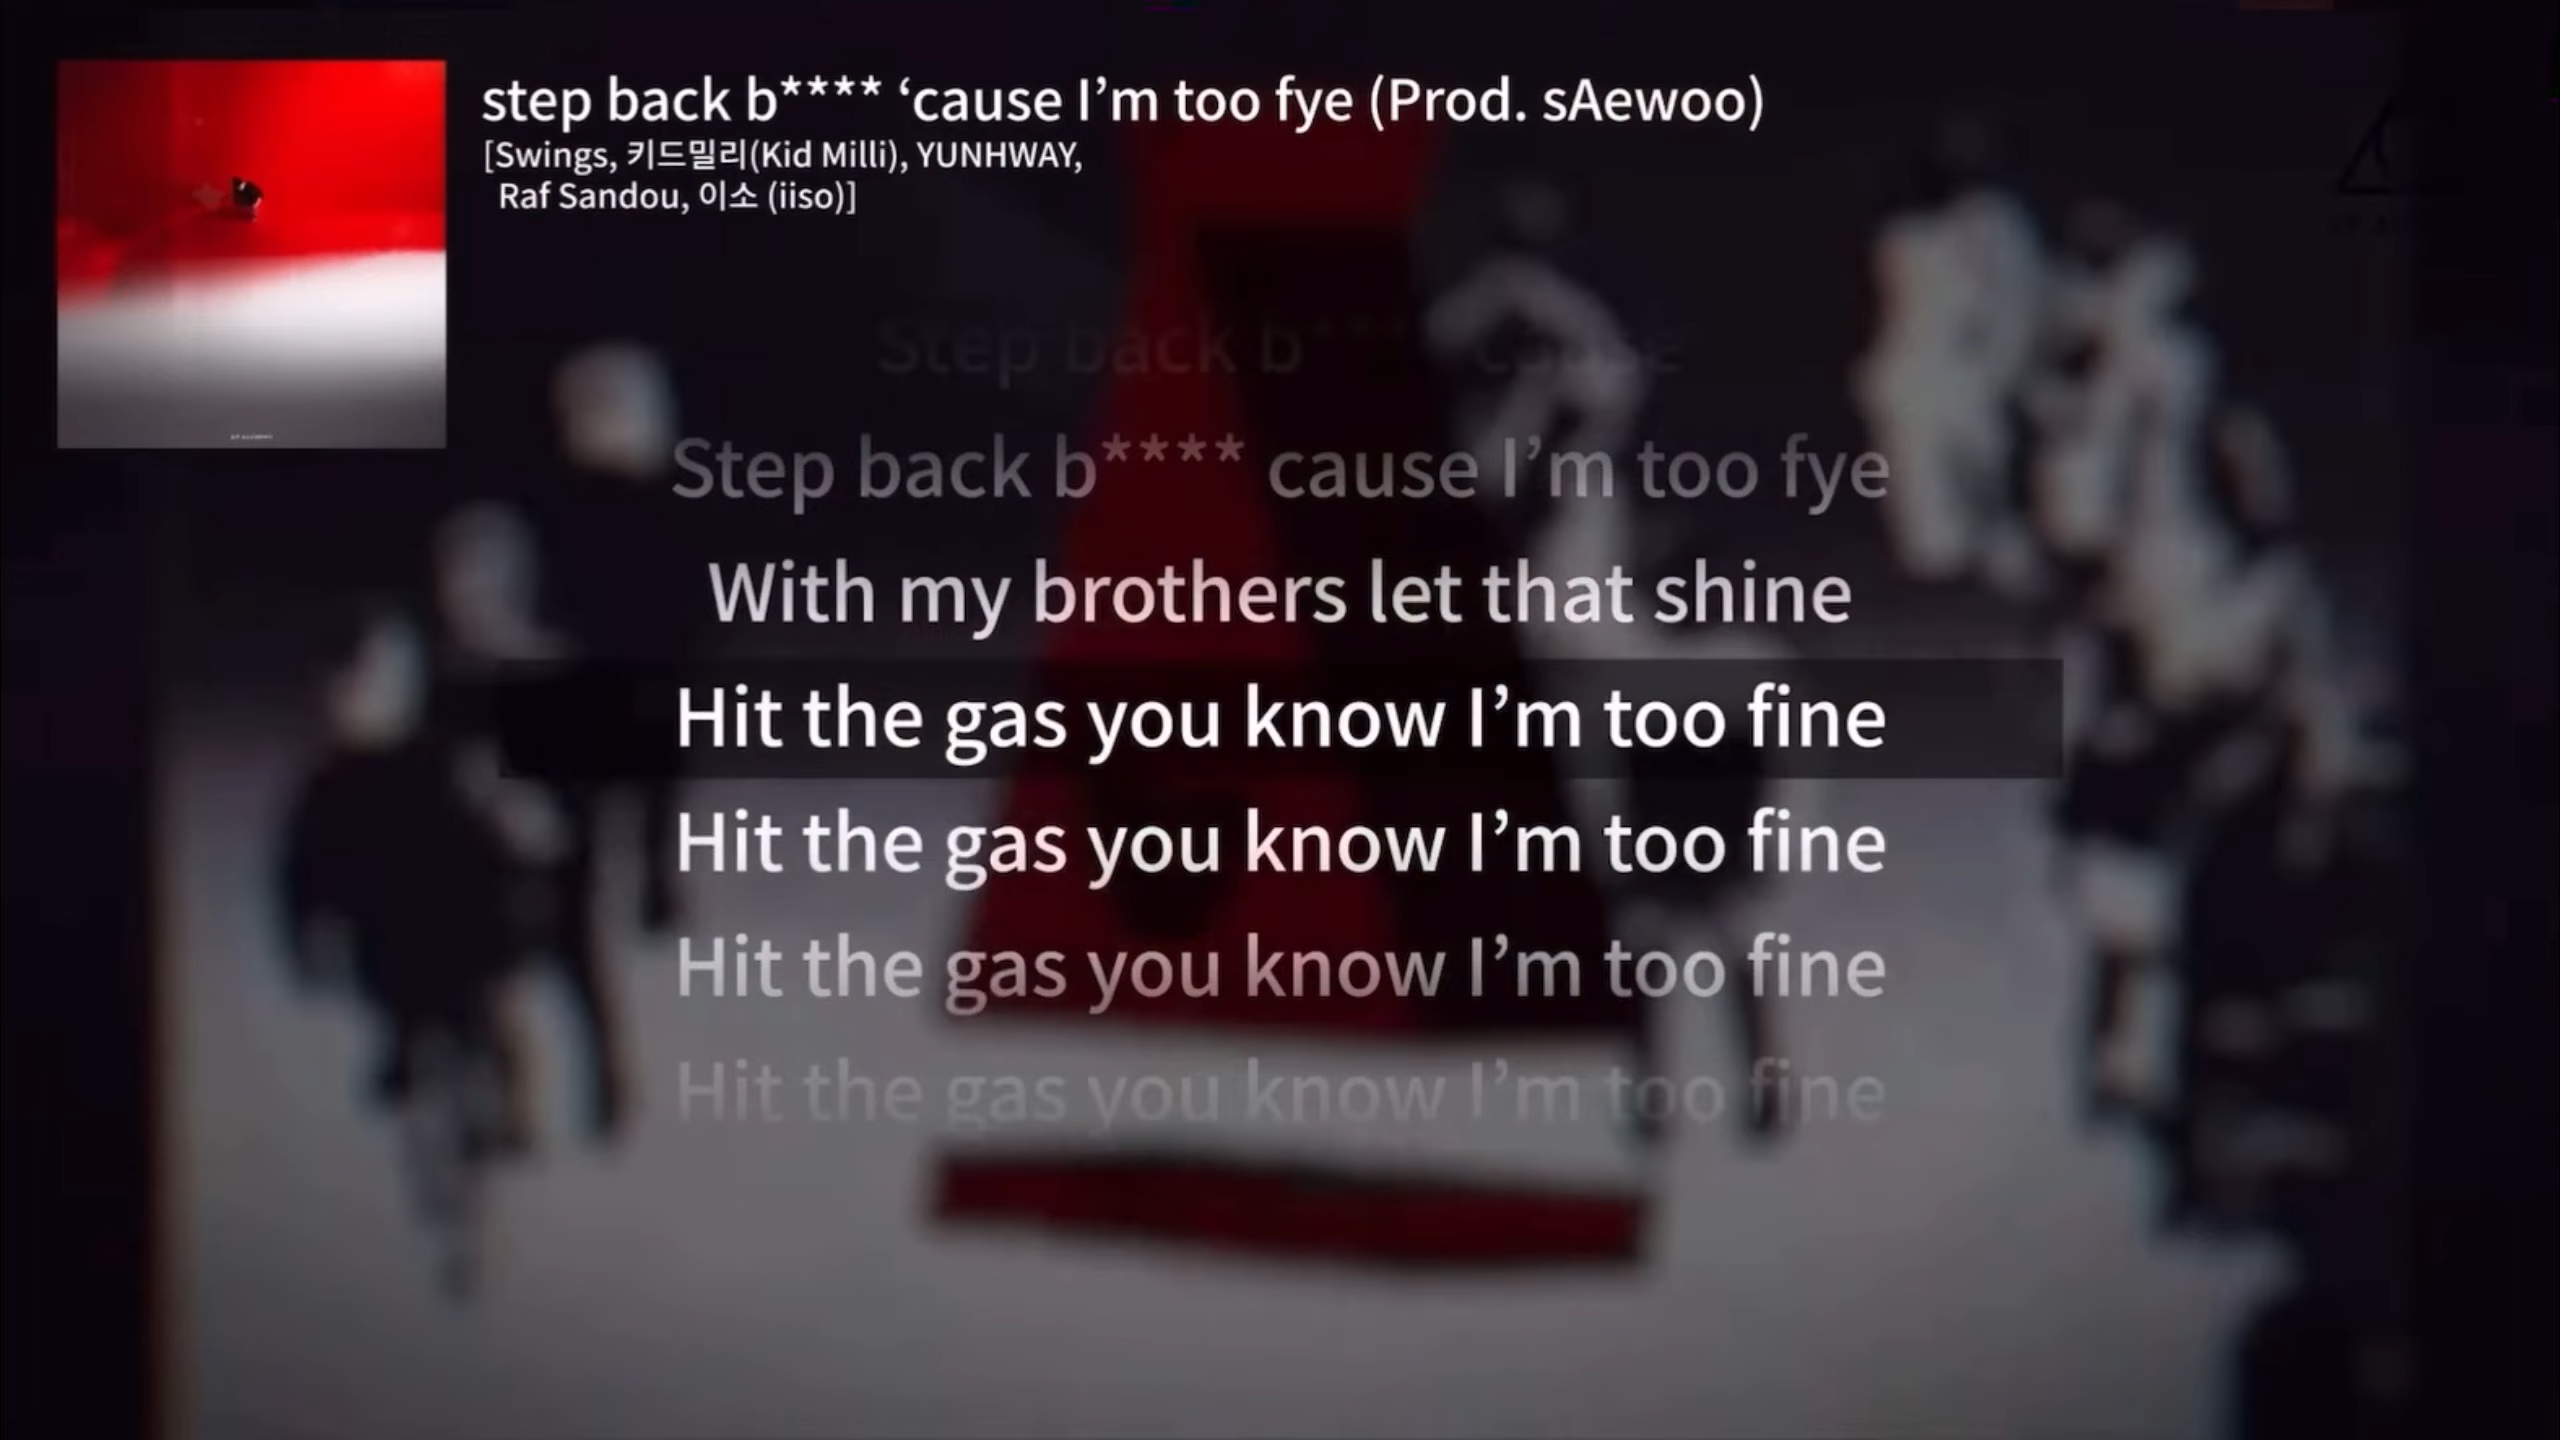 step back b**** ‘cause I’m too fye (Prod. sAewoo)
[Swings, 키드밀리(Kid Milli), YUNHWAY,
Raf Sandou, 이소 (iiso)]
Step back b**** cause
Step back b**** cause I’m too fye
With my brothers let that shine
Hit the gas you know I’m too fine
Hit the gas you know I’m too fine
Hit the gas you know I’m too fine
Hit the gas you know I’m too fine